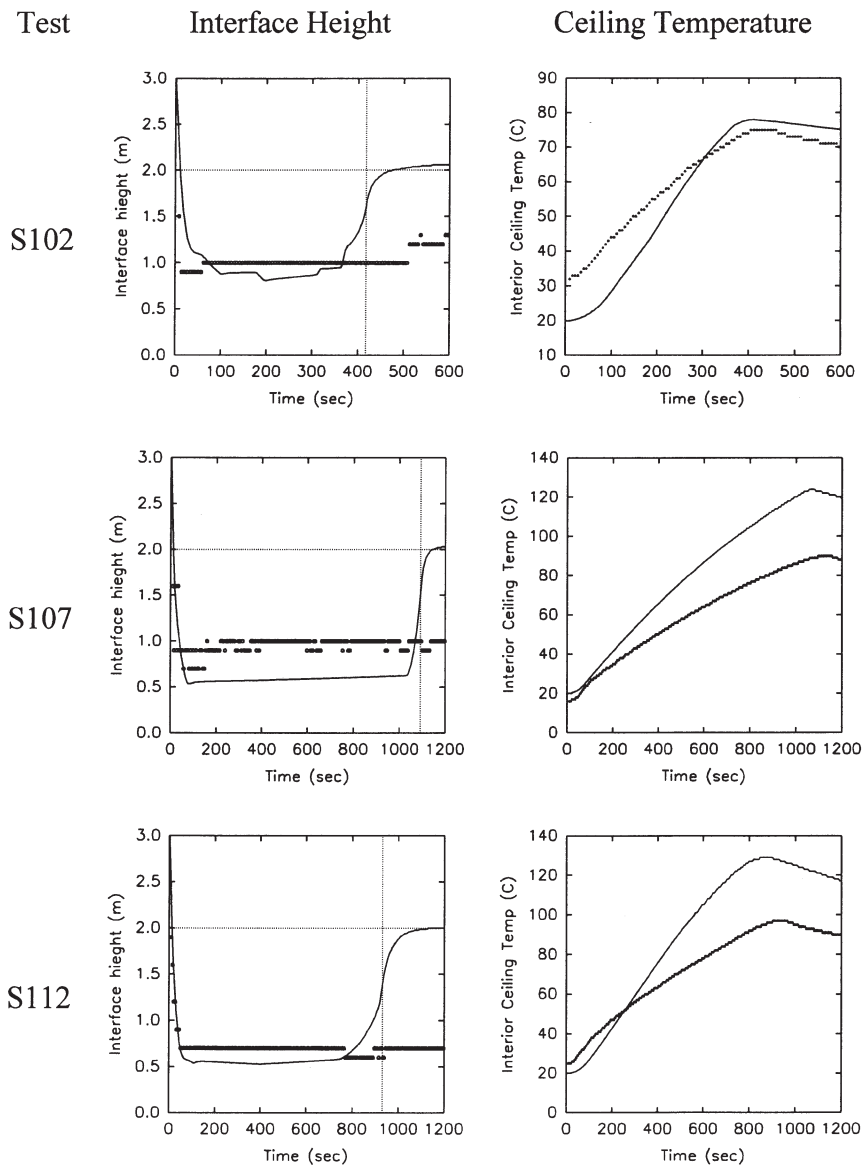 Test Interface Height Ceiling Temperature
S102
3.0
2.5
2.0
1.5
1.0
0.5
0.0
Interface hieght (m)
0 100 200 300 400 500 600
Time (sec)
90
80
70
60
50
40
30
20
10
Interior Ceiling Temp (C)
0 100 200 300 400 500 600
Time (sec)
S107
3.0
2.5
2.0
1.5
1.0
0.5
0.0
Interface hieght (m)
0 200 400 600 800 1000 1200
Time (sec)
140
120
100
80
60
40
20
0
Interior Ceiling Temp (C)
0 200 400 600 800 1000 1200
Time (sec)
S112
3.0
2.5
2.0
1.5
1.0
0.5
0.0
Interface hieght (m)
0 200 400 600 800 1000 1200
Time (sec)
140
120
100
80
60
40
20
0
Interior Ceiling Temp (C)
0 200 400 600 800 1000 1200
Time (sec)